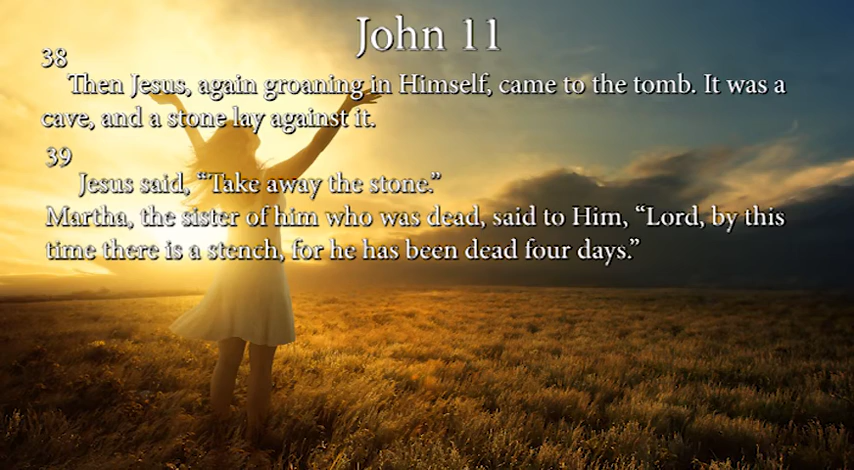 John 11
38
Then Jesus, again groaning in Himself, came to the tomb. It was a
cave, and a stone lay against it.
39
Jesus said, “Take away the stone.”
Martha, the sister of him who was dead, said to Him, “Lord, by this
time there is a stench, for he has been dead four days.”